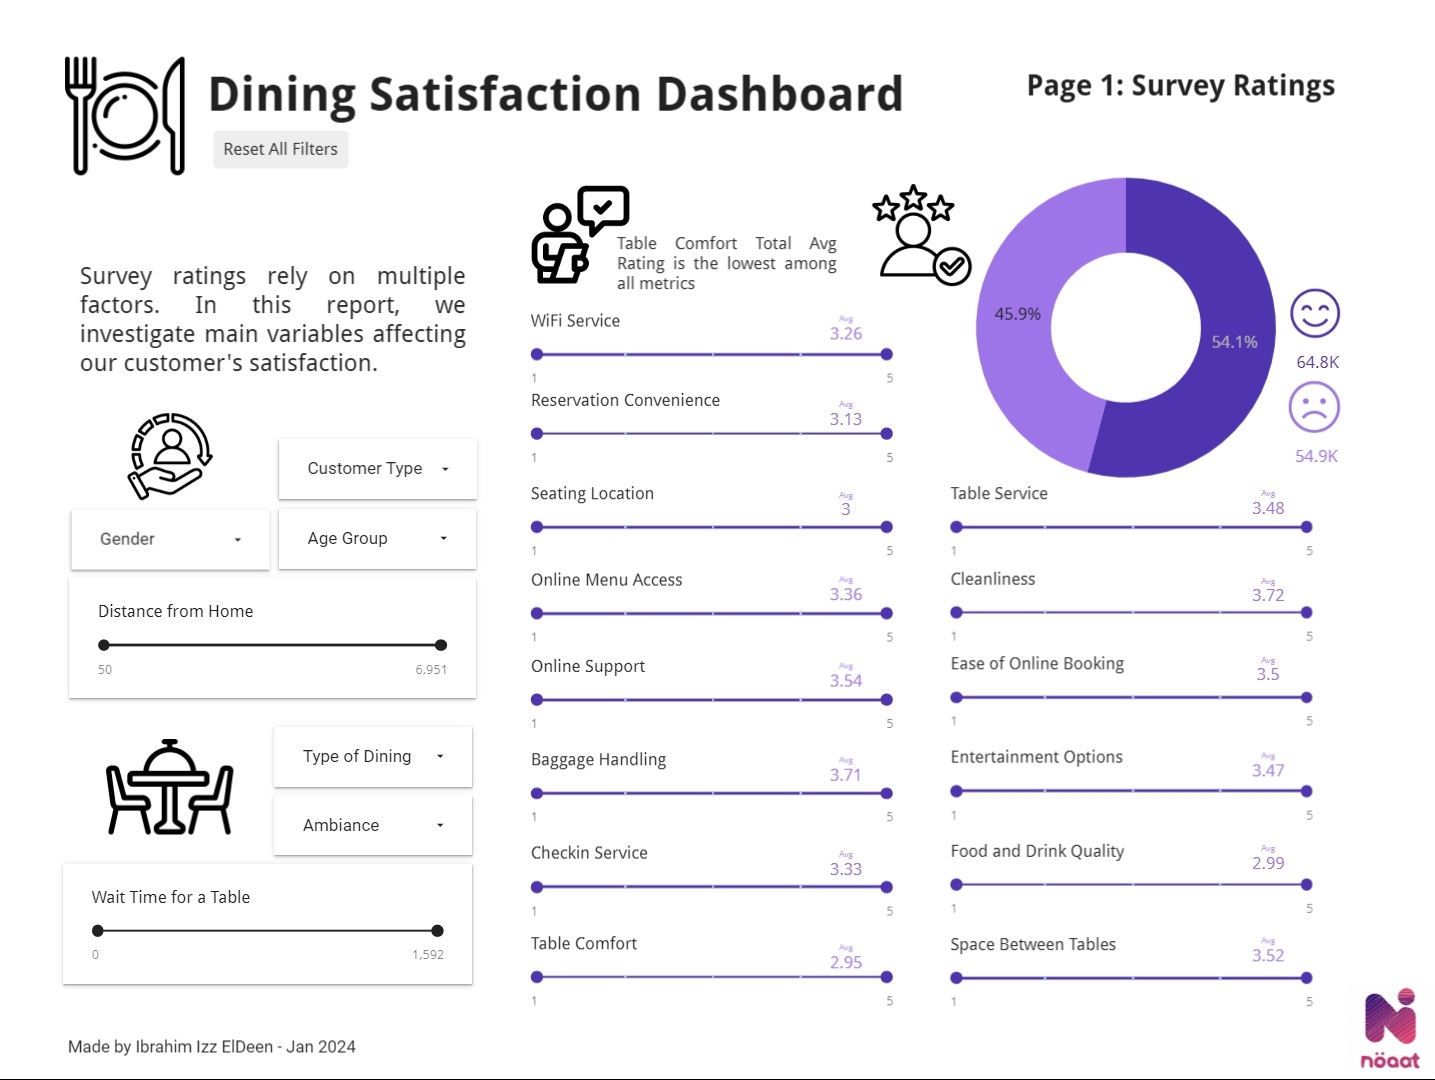 Dining Satisfaction Dashboard
Page 1: Survey Ratings
Reset All Filters
Survey ratings rely on multiple
factors. In this report, we
investigate main variables affecting
our customer's satisfaction.
Customer Type
Gender
Age Group
Distance from Home
50
6,951
Type of Dining
Ambiance
Wait Time for a Table
0
1,592
Table Comfort Total Avg
Rating is the lowest among
all metrics
WiFi Service
Avg
3.26
1
5
Reservation Convenience
Avg
3.13
1
5
Seating Location
Avg
3
1
5
Online Menu Access
Avg
3.36
1
5
Online Support
Avg
3.54
1
5
Baggage Handling
Avg
3.71
1
5
Checkin Service
Avg
3.33
1
5
Table Comfort
Avg
2.95
1
5
45.9%
54.1%
64.8K
54.9K
Table Service
Avg
3.48
1
5
Cleanliness
Avg
3.72
1
5
Ease of Online Booking
Avg
3.5
1
5
Entertainment Options
Avg
3.47
1
5
Food and Drink Quality
Avg
2.99
1
5
Space Between Tables
Avg
3.52
1
5
Made by Ibrahim Izz ElDeen - Jan 2024
nöaat